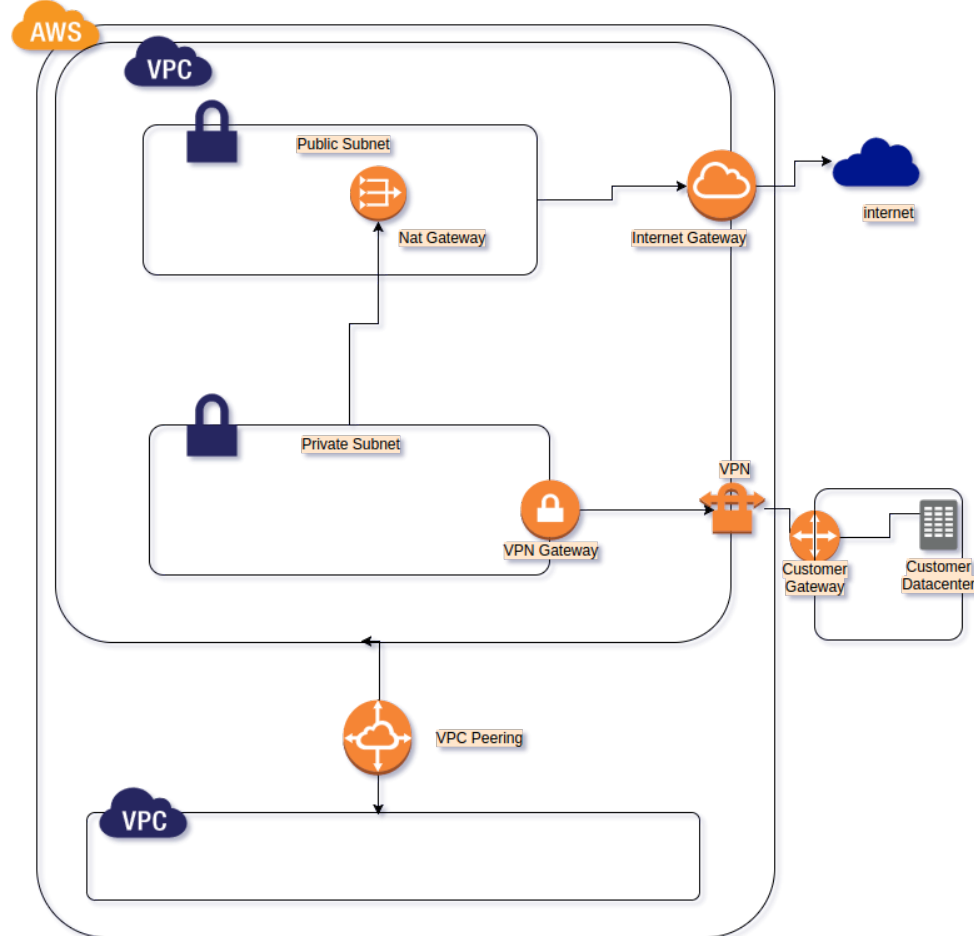 AWS
VPC
Public Subnet
Nat Gateway
Internet Gateway
internet
Private Subnet
VPN
VPN Gateway
Customer
Gateway
Customer
Datacenter
VPC Peering
VPC